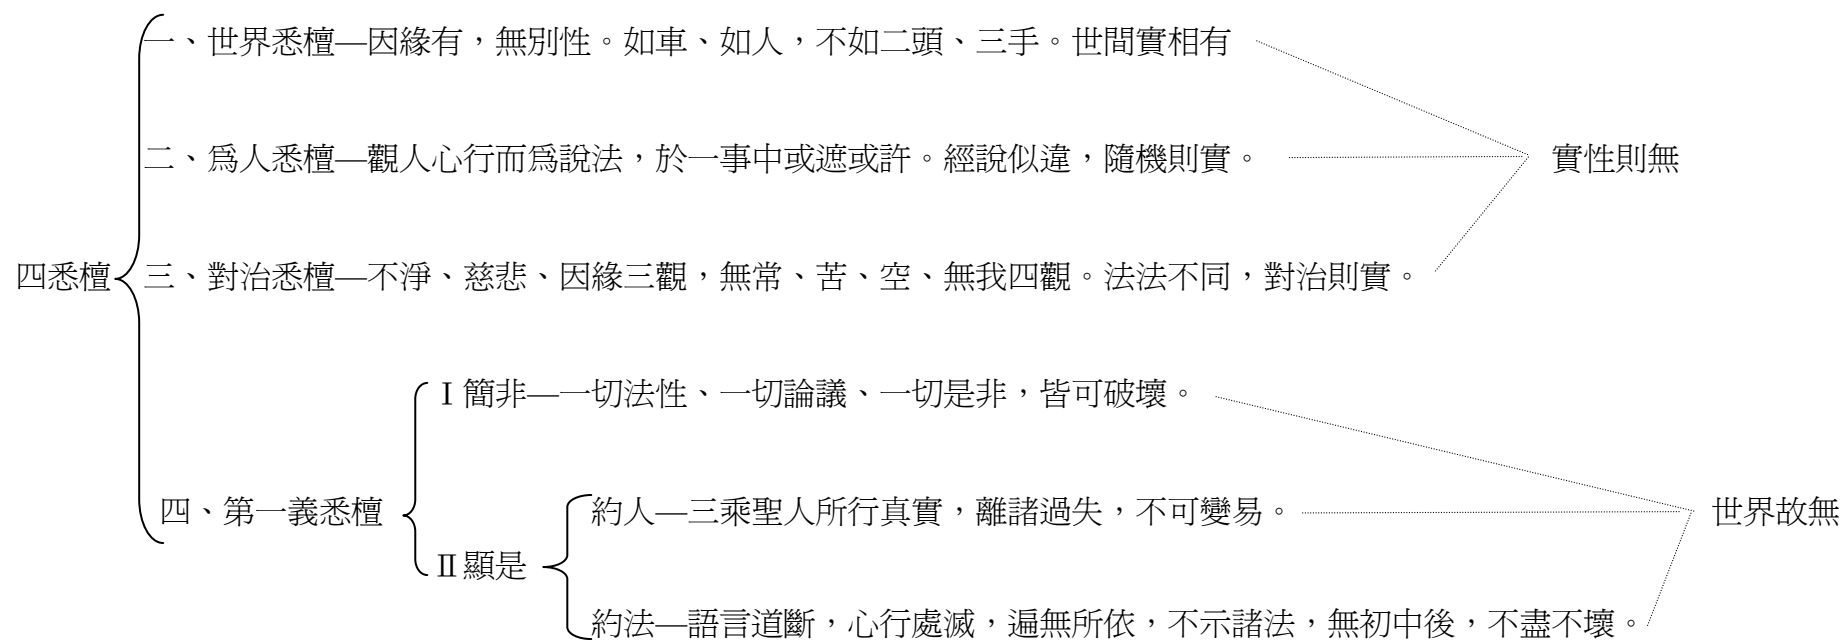 一、世界悉檀—因緣有，無別性。如車、如人，不如二頭、三手。世間實相有
二、爲人悉檀—觀人心行而爲說法，於一事中或遮或許。經說似違，隨機則實。
實性則無
四悉檀
三、對治悉檀—不淨、慈悲、因緣三觀，無常、苦、空、無我四觀。法法不同，對治則實。
Ⅰ簡非—一切法性、一切論議、一切是非，皆可破壞。
四、第一義悉檀
約人—三乘聖人所行真實，離諸過失，不可變易。
世界故無
Ⅱ顯是
約法—語言道斷，心行處滅，遍無所依，不示諸法，無初中後，不盡不壞。